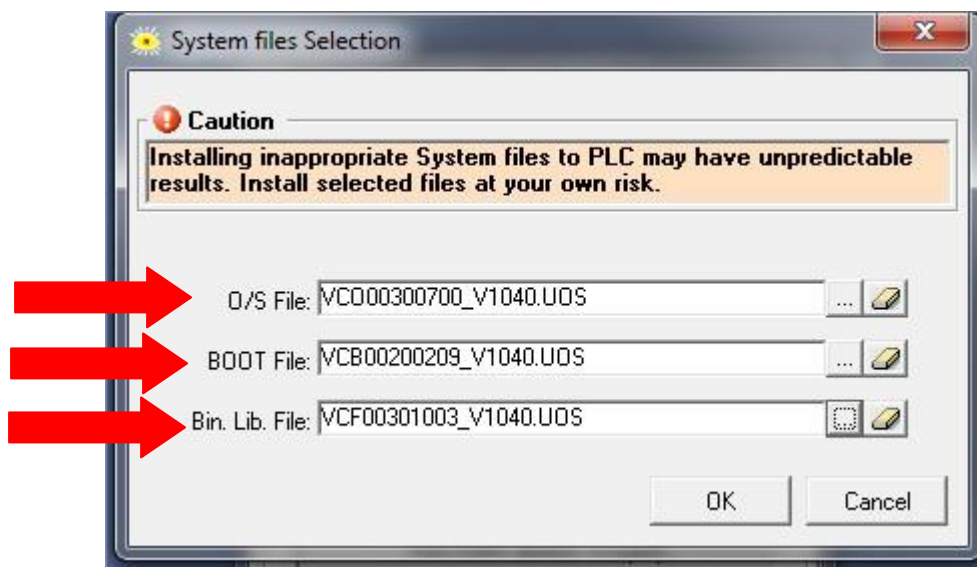 System files Selection
Caution
Installing inappropriate System files to PLC may have unpredictable
results. Install selected files at your own risk.
O/S File: VCO00300700_V1040.UOS ...
BOOT File: VCB00200209_V1040.UOS ...
Bin. Lib. File: VCF00301003_V1040.UOS ...
OK Cancel